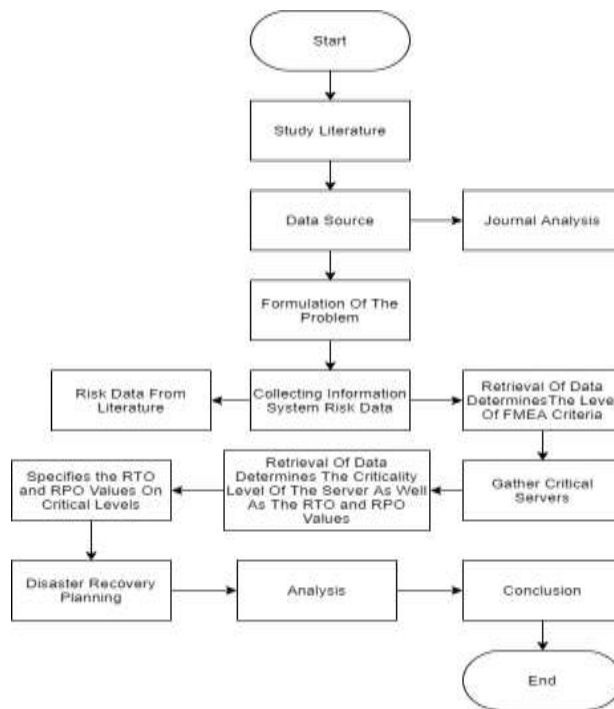 Start
Study Literature
Data Source
Journal Analysis
Formulation Of The
Problem
Risk Data From
Literature
Collecting Information
System Risk Data
Retrieval Of Data
DeterminesThe Level
Of FMEA Criteria
Specifies the RTO
and RPO Values On
Critical Levels
Retrieval Of Data
Determines The Criticality
Level Of The Server As Well
As The RTO and RPO
Values
Gather Critical
Servers
Disaster Recovery
Planning
Analysis
Conclusion
End